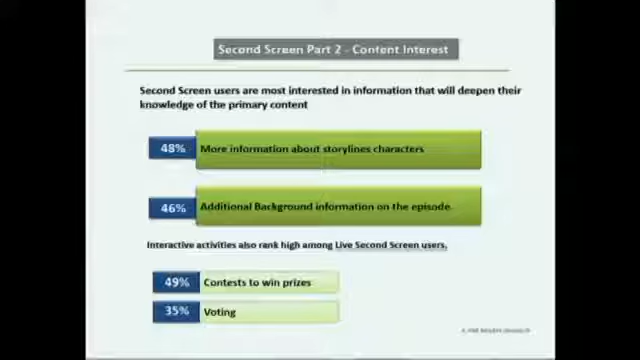 Second Screen Part 2 - Content Interest
Second Screen users are most interested in information that will deepen their
knowledge of the primary content
48% More information about storylines characters
46% Additional Background information on the episode.
Interactive activities also rank high among Live Second Screen users.
49% Contests to win prizes
35% Voting